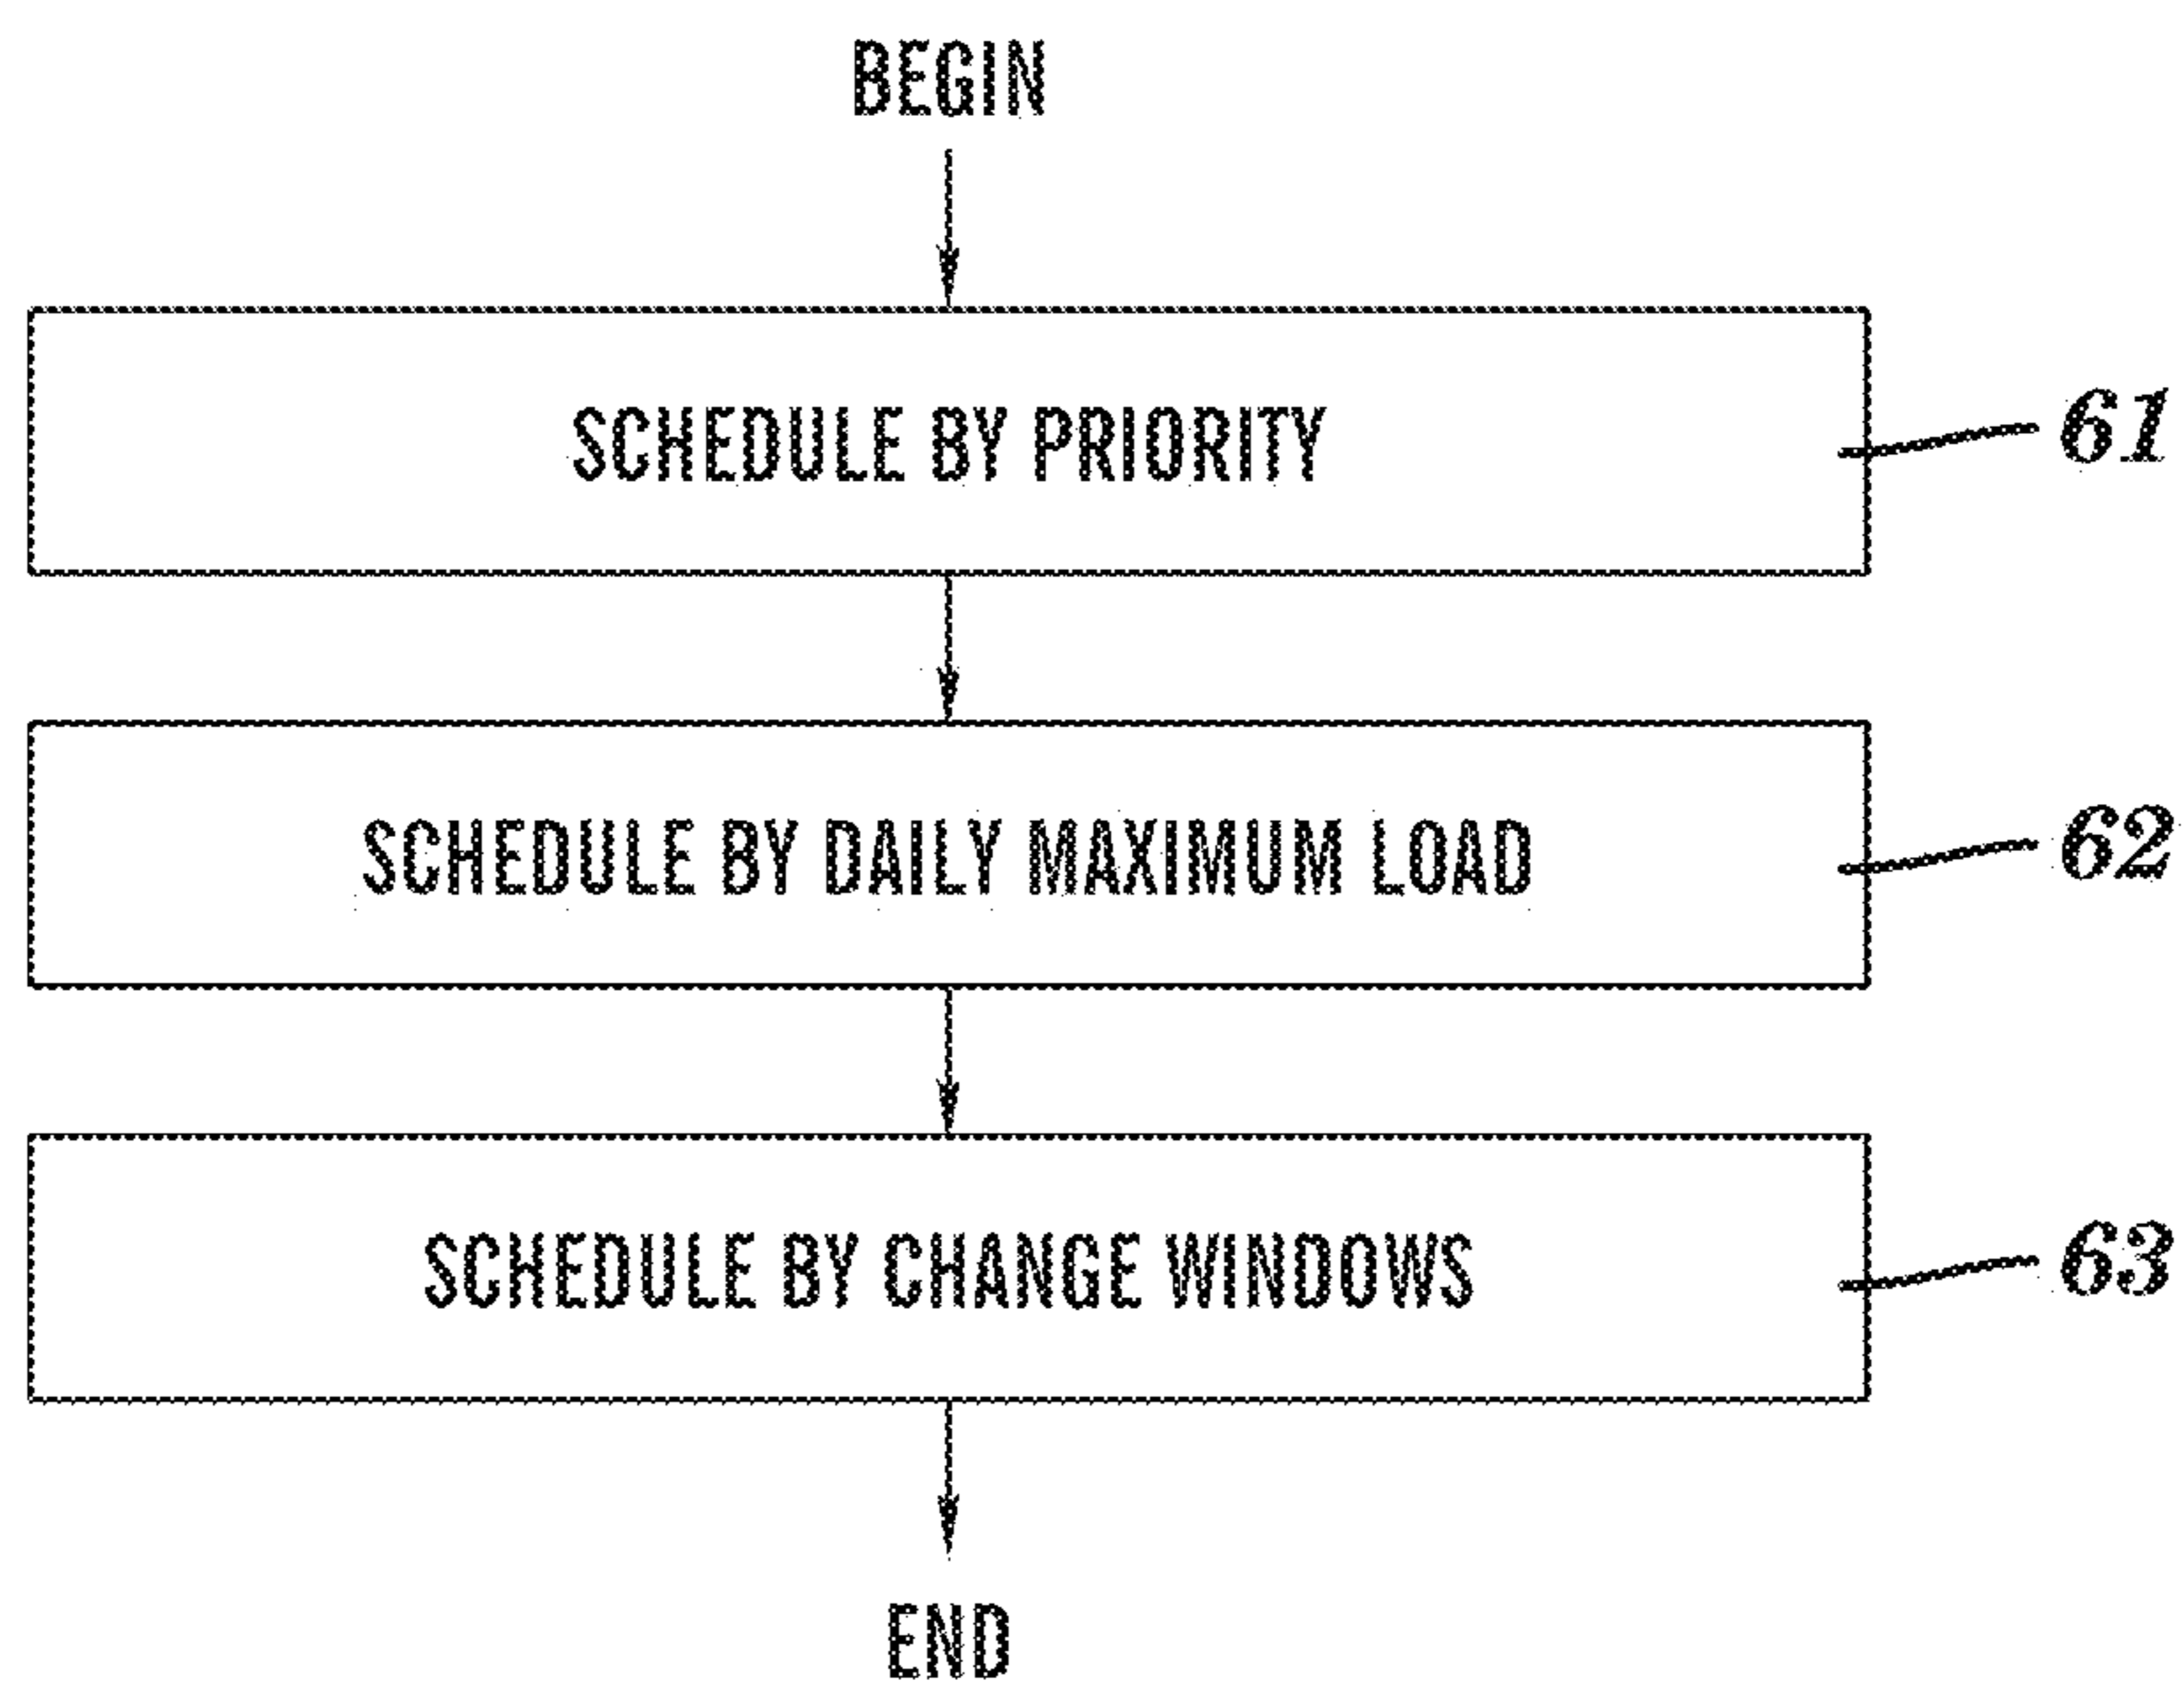 BEGIN
SCHEDULE BY PRIORITY
61
SCHEDULE BY DAILY MAXIMUM LOAD
62
SCHEDULE BY CHANGE WINDOWS
63
END